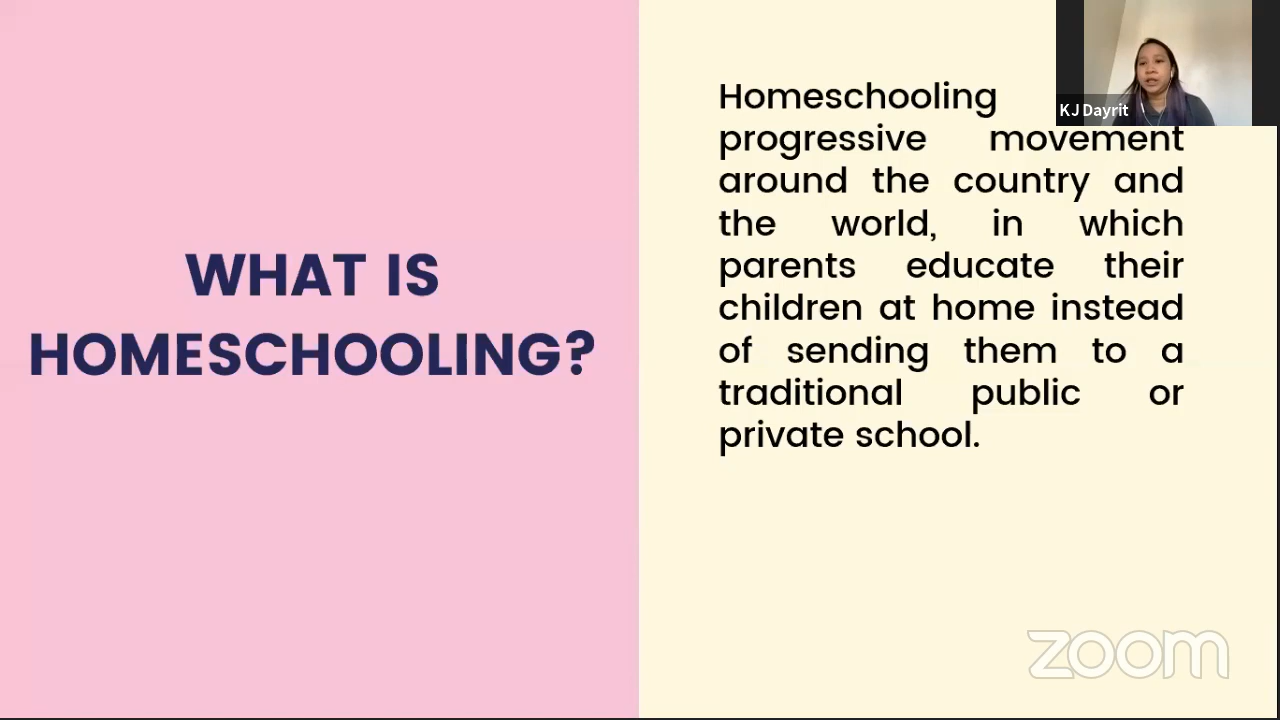 WHAT IS
HOMESCHOOLING?
Homeschooling
progressive movement
around the country and
the world, in which
parents educate their
children at home instead
of sending them to a
traditional public or
private school.
KJ Dayrit
zoom